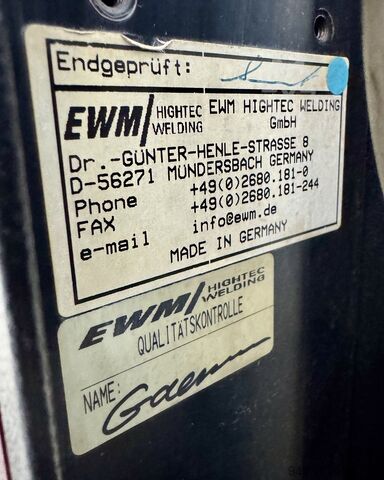 Endgeprüft:
EWM HIGHTEC WELDING EWM HIGHTEC WELDING GmbH
Dr.-GÜNTER-HENLE-STRASSE 8
D-56271 MÜNDERSBACH GERMANY
Phone +49(0)2680.181-0
FAX +49(0)2680.181-244
e-mail info@ewm.de
MADE IN GERMANY
EWM HIGHTEC WELDING
QUALITÄTSKONTROLLE
NAME: